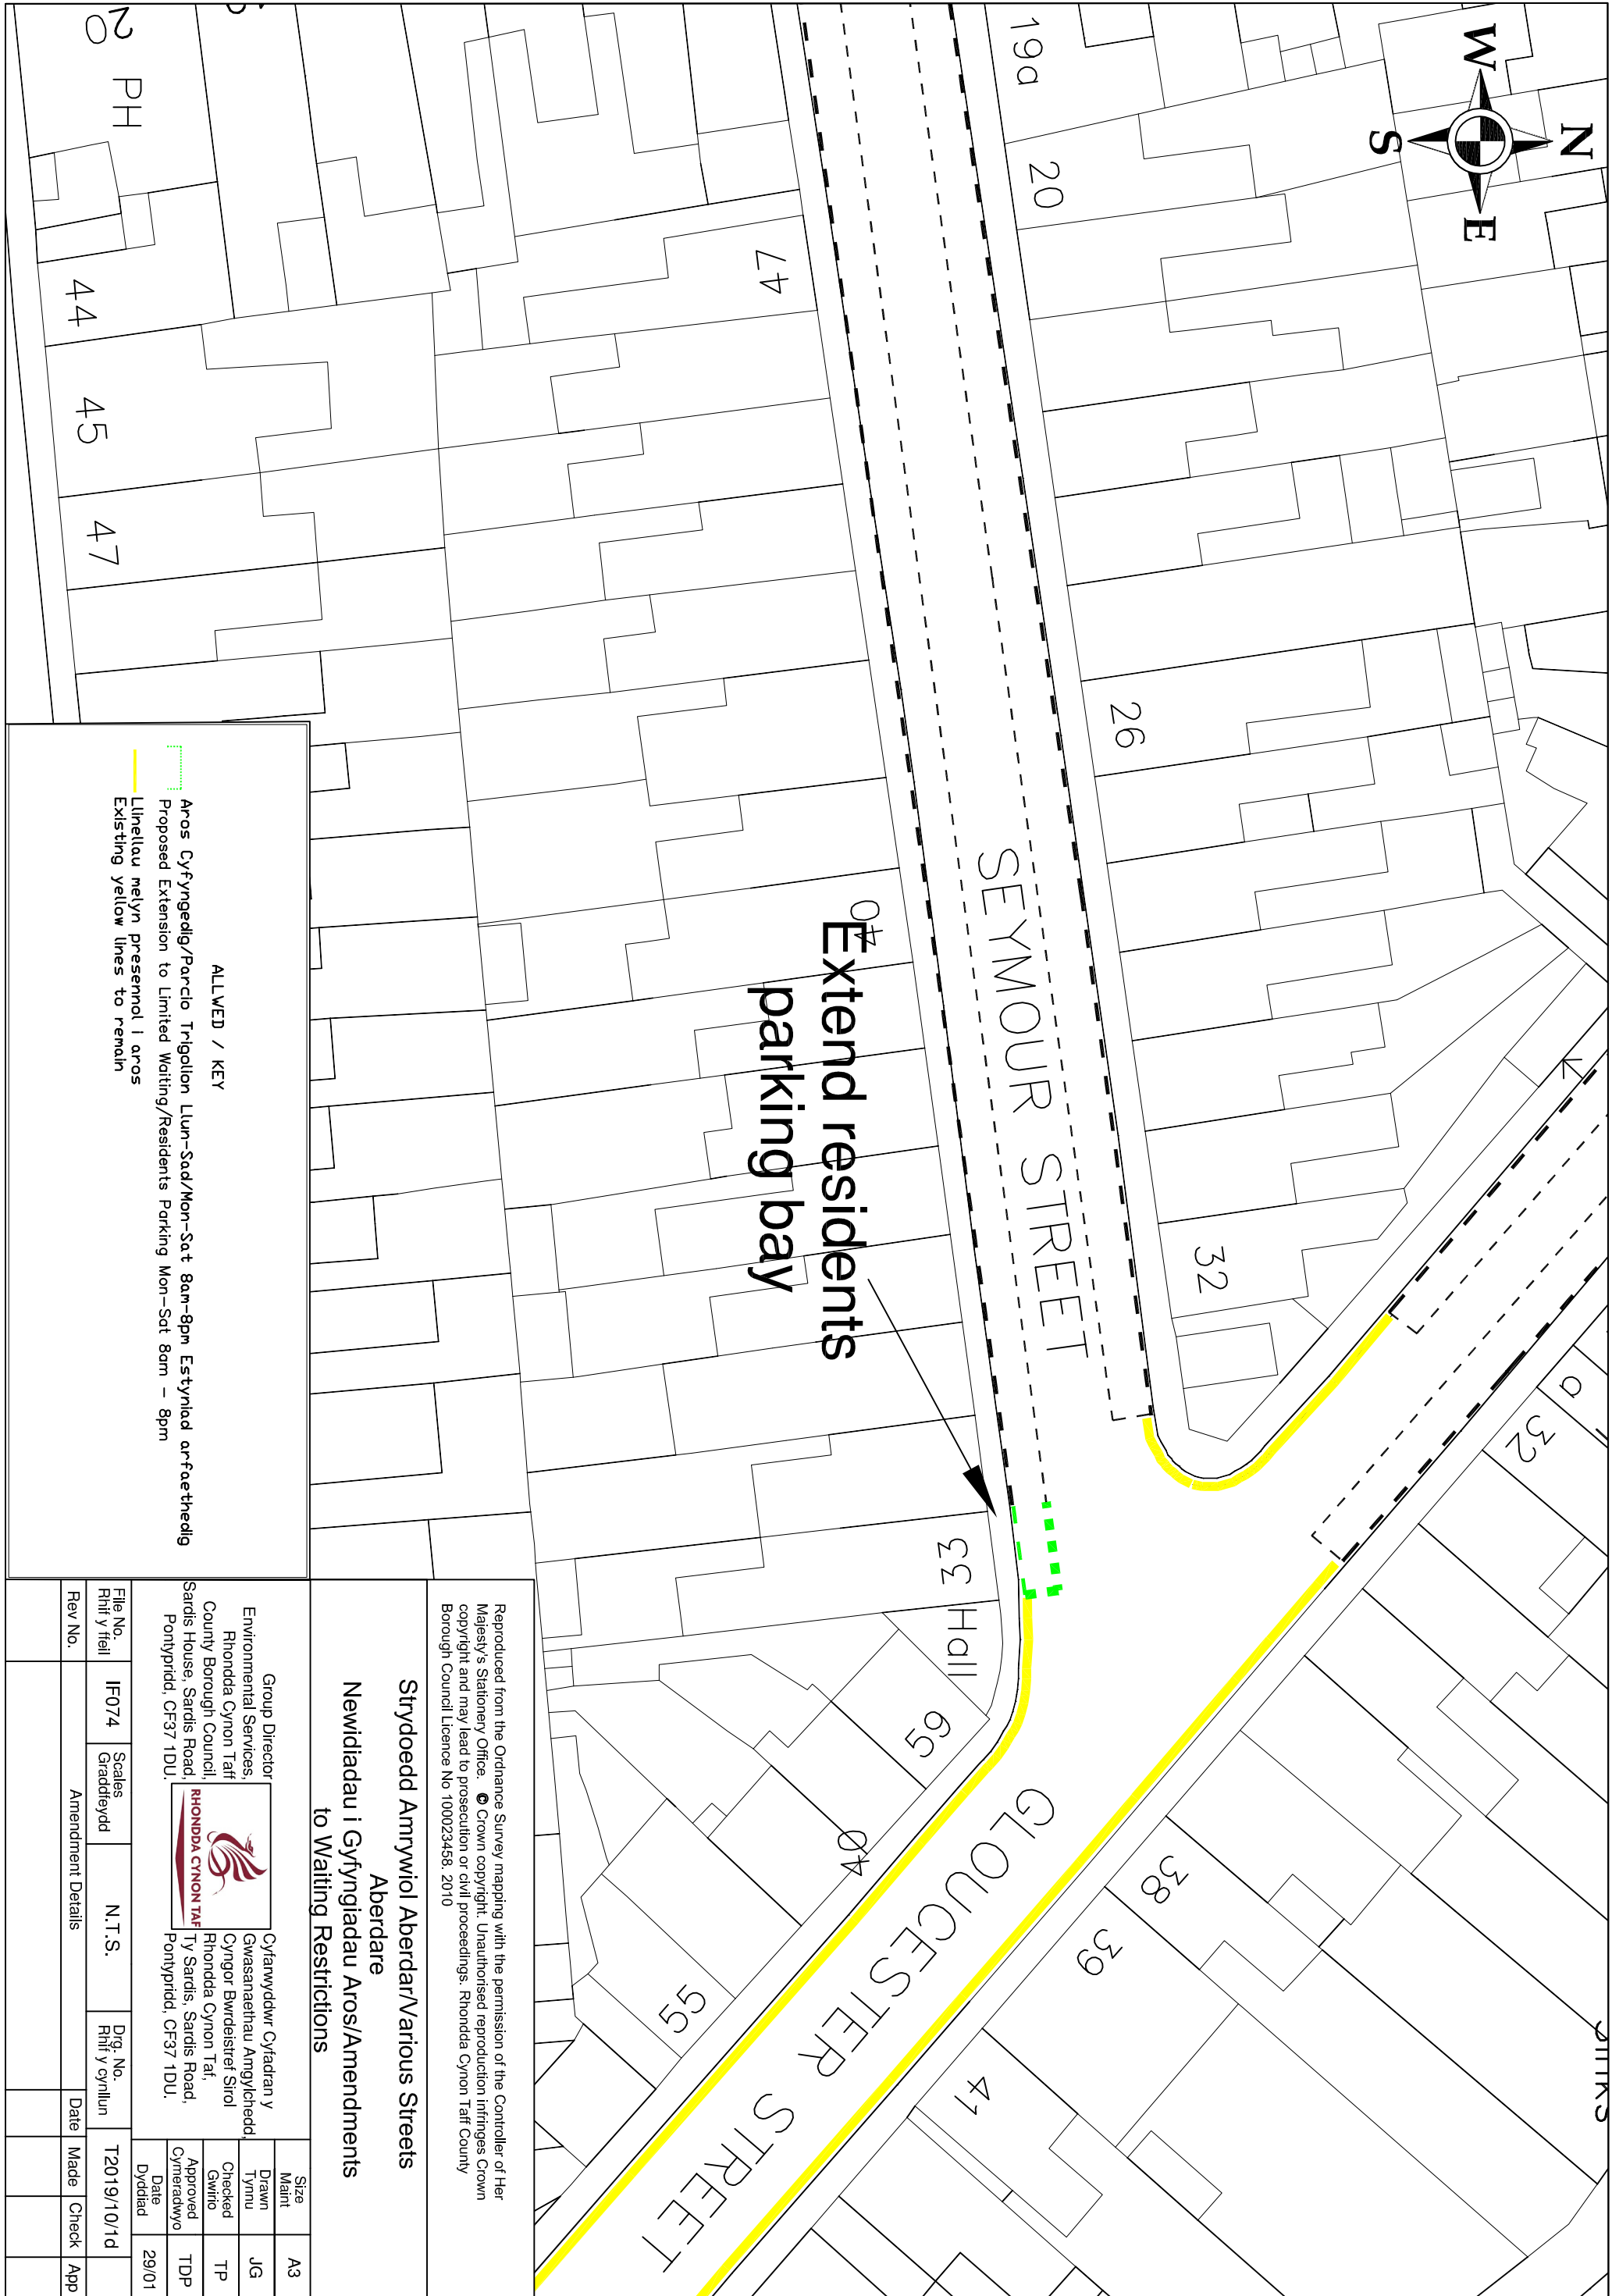 N
W
E
S
19a
20
26
32
SEYMOUR STREET
47
40
33
Hall
Extend residents
parking bay
20
PH
44
45
47
59
40
55
GLOUCESTER STREET
a
32
38
39
41
ALLWED / KEY
Aros Cyfyngedig/Parcio Trigolion Llun-Sad/Mon-Sat 8am-8pm Estyniad arfaethedig
Proposed Extension to Limited Waiting/Residents Parking Mon-Sat 8am - 8pm
Llinellau melyn presennol i aros
Existing yellow lines to remain
Reproduced from the Ordnance Survey mapping with the permission of the Controller of Her
Majesty's Stationery Office. © Crown copyright. Unauthorised reproduction infringes Crown
copyright and may lead to prosecution or civil proceedings. Rhondda Cynon Taff County
Borough Council Licence No 100023458. 2010
Strydoedd Amrywiol Aberdar/Various Streets
Aberdare
Newidiadau i Gyfyngiadau Aros/Amendments
to Waiting Restrictions
Group Director
Environmental Services,
Rhondda Cynon Taff
County Borough Council,
Sardis House, Sardis Road,
Pontypridd, CF37 1DU.
RHONDDA CYNON TAF
Cyfarwyddwr Cyfadran y
Gwasanaethau Amgylchedd,
Cyngor Bwrdeistref Sirol
Rhondda Cynon Taf,
Ty Sardis, Sardis Road,
Pontypridd, CF37 1DU.
Size
Maint
A3
Drawn
Tynnu
JG
Checked
Gwirio
TP
Approved
Cymeradwyo
TDP
Date
Dyddiad
29/01
File No.
Rhif y ffeil
IF074
Scales
Graddfeydd
N.T.S.
Drg. No.
Rhif y cynllun
T2019/10/1d
Rev No.
Amendment Details
Date
Made
Check
App